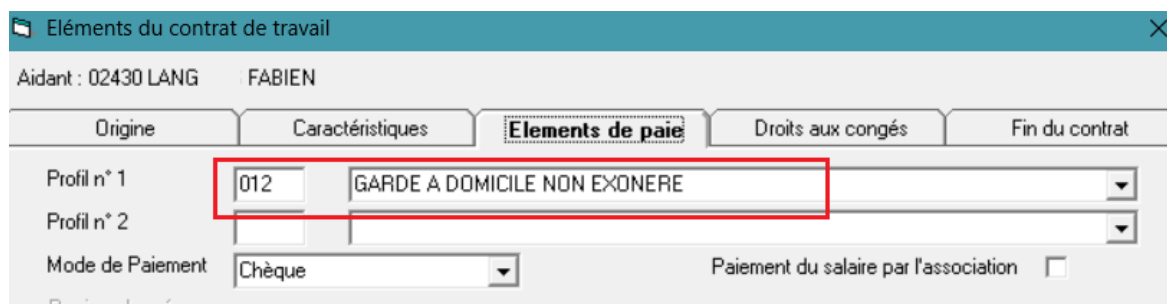 Eléments du contrat de travail
Aidant : 02430 LANG FABIEN
Origine Caractéristiques Elements de paie Droits aux congés Fin du contrat
Profil n° 1 012 GARDE A DOMICILE NON EXONERE
Profil n° 2
Mode de Paiement Chèque Paiement du salaire par l'association